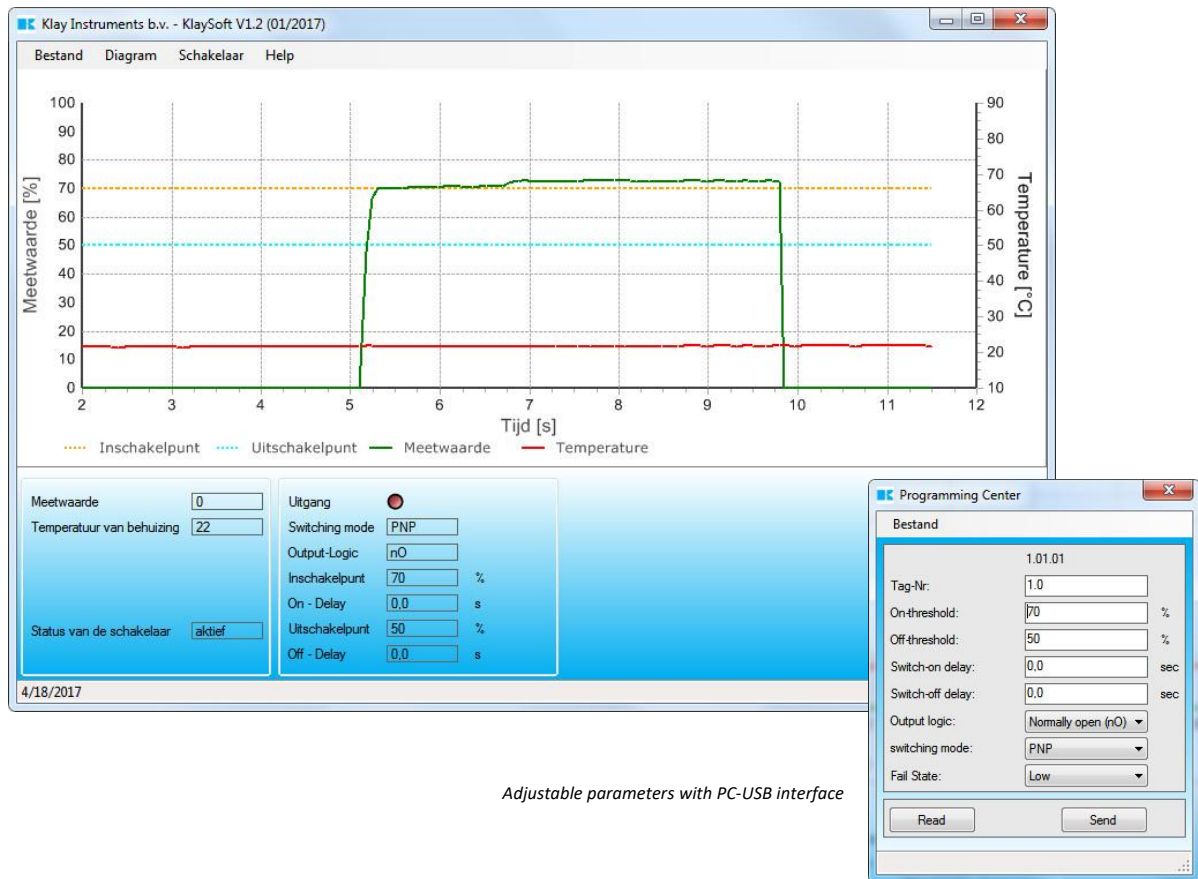 Klay Instruments b.v. - KlaySoft V1.2 (01/2017)
Bestand Diagram Schakelaar Help
100
90
80
70
60
50
40
30
20
10
0
Meetwaarde [%]
90
80
70
60
50
40
30
20
10
Temperature [°C]
2 3 4 5 6 7 8 9 10 11 12
Tijd [s]
Inschakelpunt Uitschakelpunt Meetwaarde Temperature
Meetwaarde 0
Temperatuur van behuizing 22
Status van de schakelaar aktief
Uitgang
Switching mode PNP
Output-Logic nO
Inschakelpunt 70 %
On - Delay 0,0 s
Uitschakelpunt 50 %
Off - Delay 0,0 s
4/18/2017
Programming Center
Bestand
1.01.01
Tag-Nr: 1.0
On-threshold: 70 %
Off-threshold: 50 %
Switch-on delay: 0,0 sec
Switch-off delay: 0,0 sec
Output logic: Normally open (nO)
switching mode: PNP
Fail State: Low
Read Send
Adjustable parameters with PC-USB interface